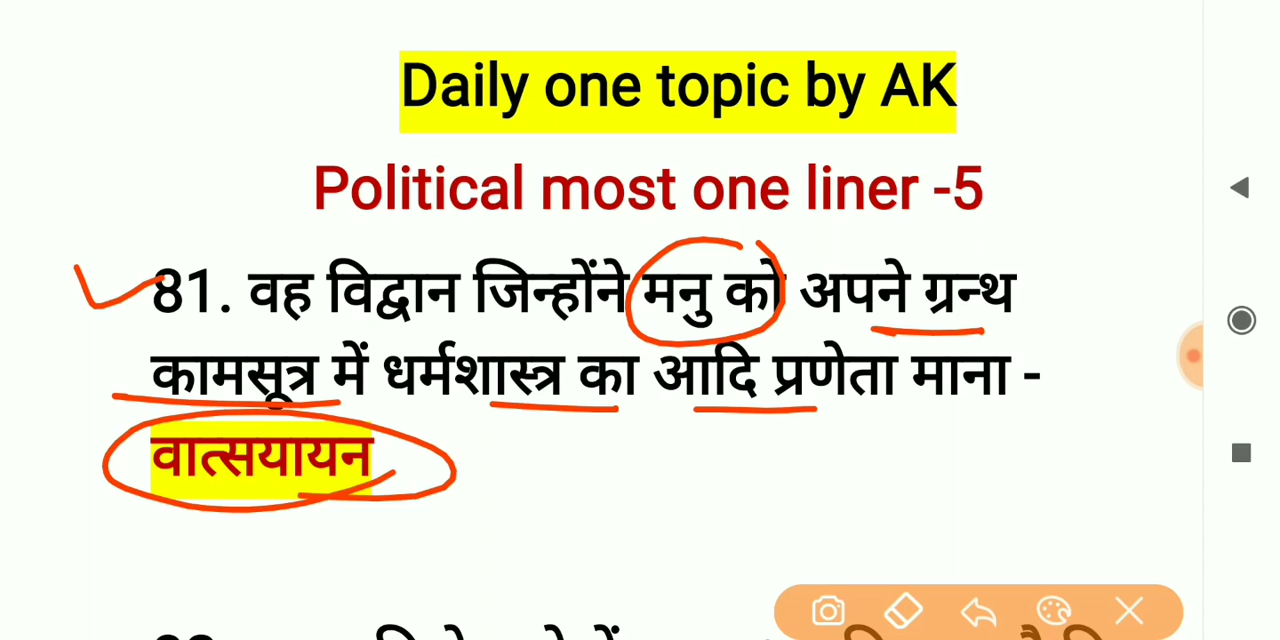 Daily one topic by AK
Political most one liner -5
81. वह विद्वान जिन्होंने मनु को अपने ग्रन्थ
कामसूत्र में धर्मशास्त्र का आदि प्रणेता माना -
वात्सयायन